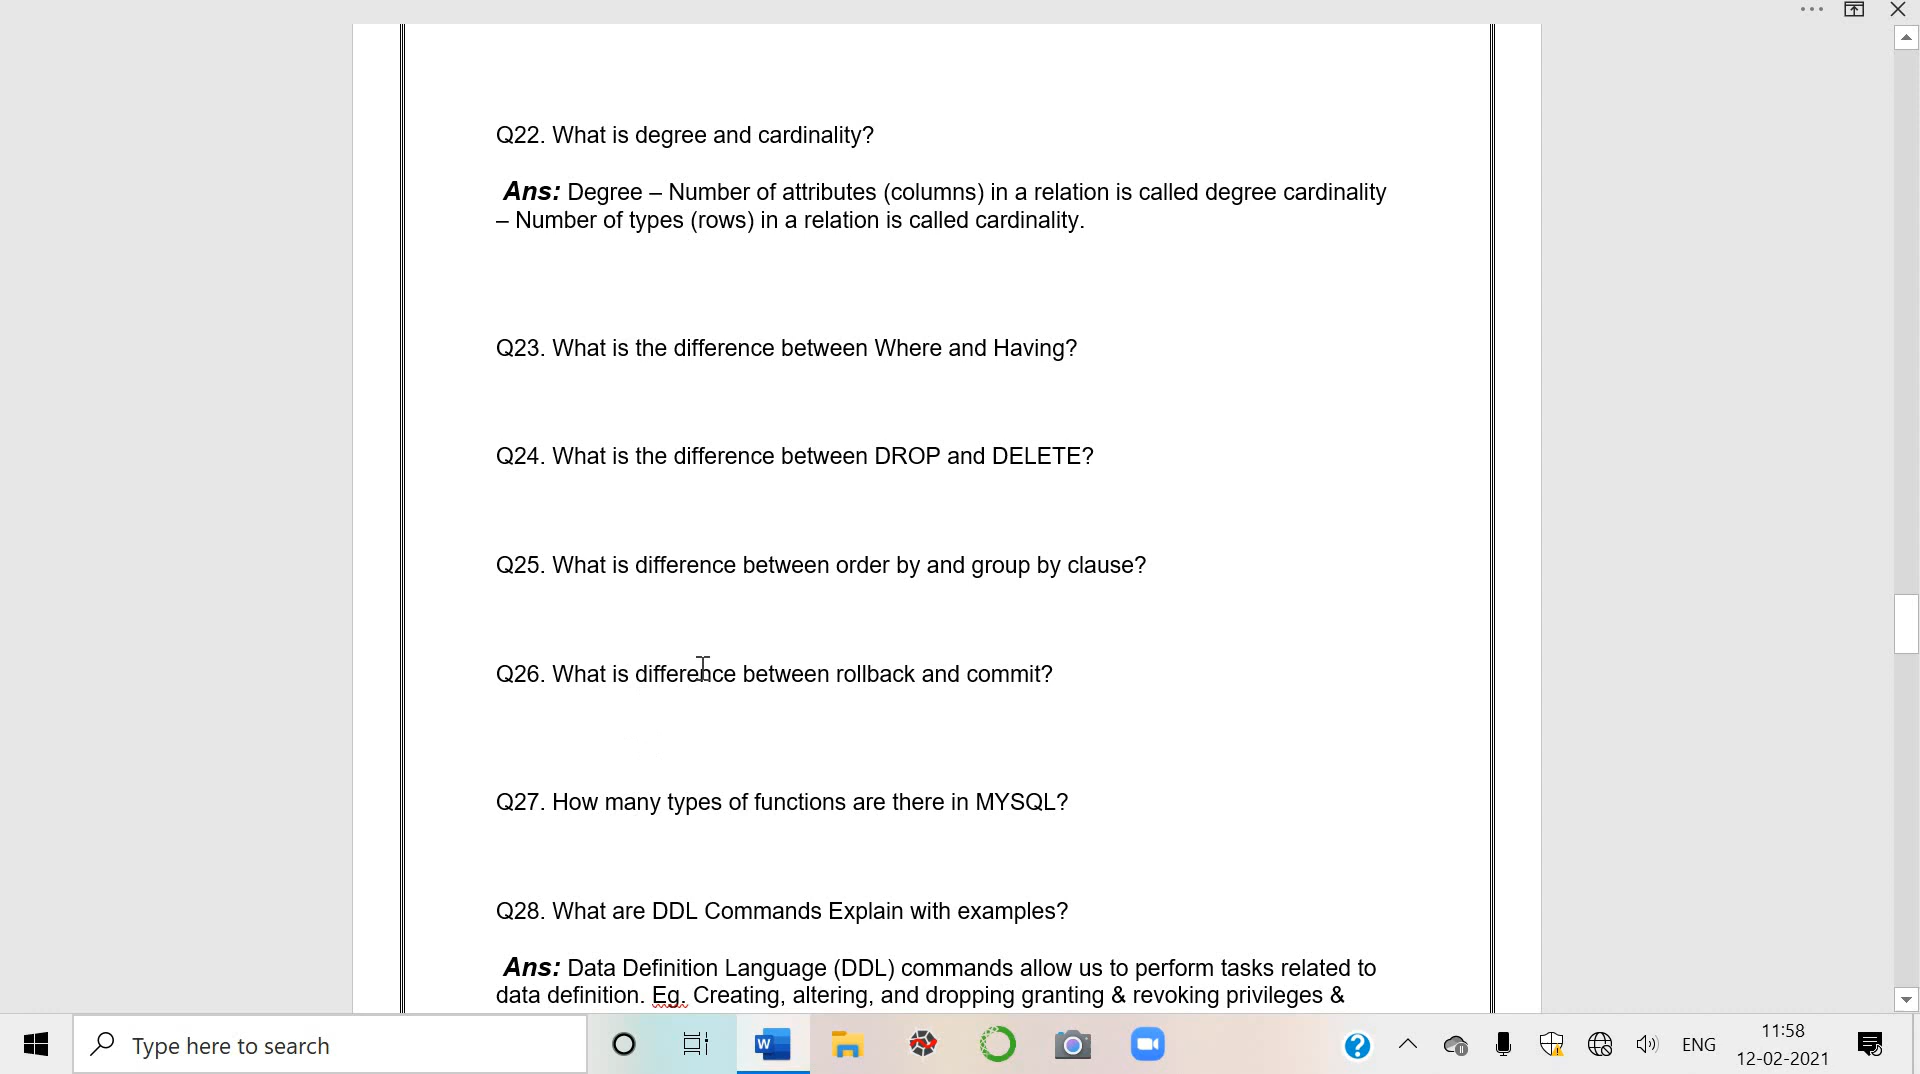 Q22. What is degree and cardinality?
Ans: Degree – Number of attributes (columns) in a relation is called degree cardinality
– Number of types (rows) in a relation is called cardinality.
Q23. What is the difference between Where and Having?
Q24. What is the difference between DROP and DELETE?
Q25. What is difference between order by and group by clause?
Q26. What is difference between rollback and commit?
Q27. How many types of functions are there in MYSQL?
Q28. What are DDL Commands Explain with examples?
Ans: Data Definition Language (DDL) commands allow us to perform tasks related to
data definition. Eg. Creating, altering, and dropping granting & revoking privileges &
Type here to search
W
ENG
11:58
12-02-2021